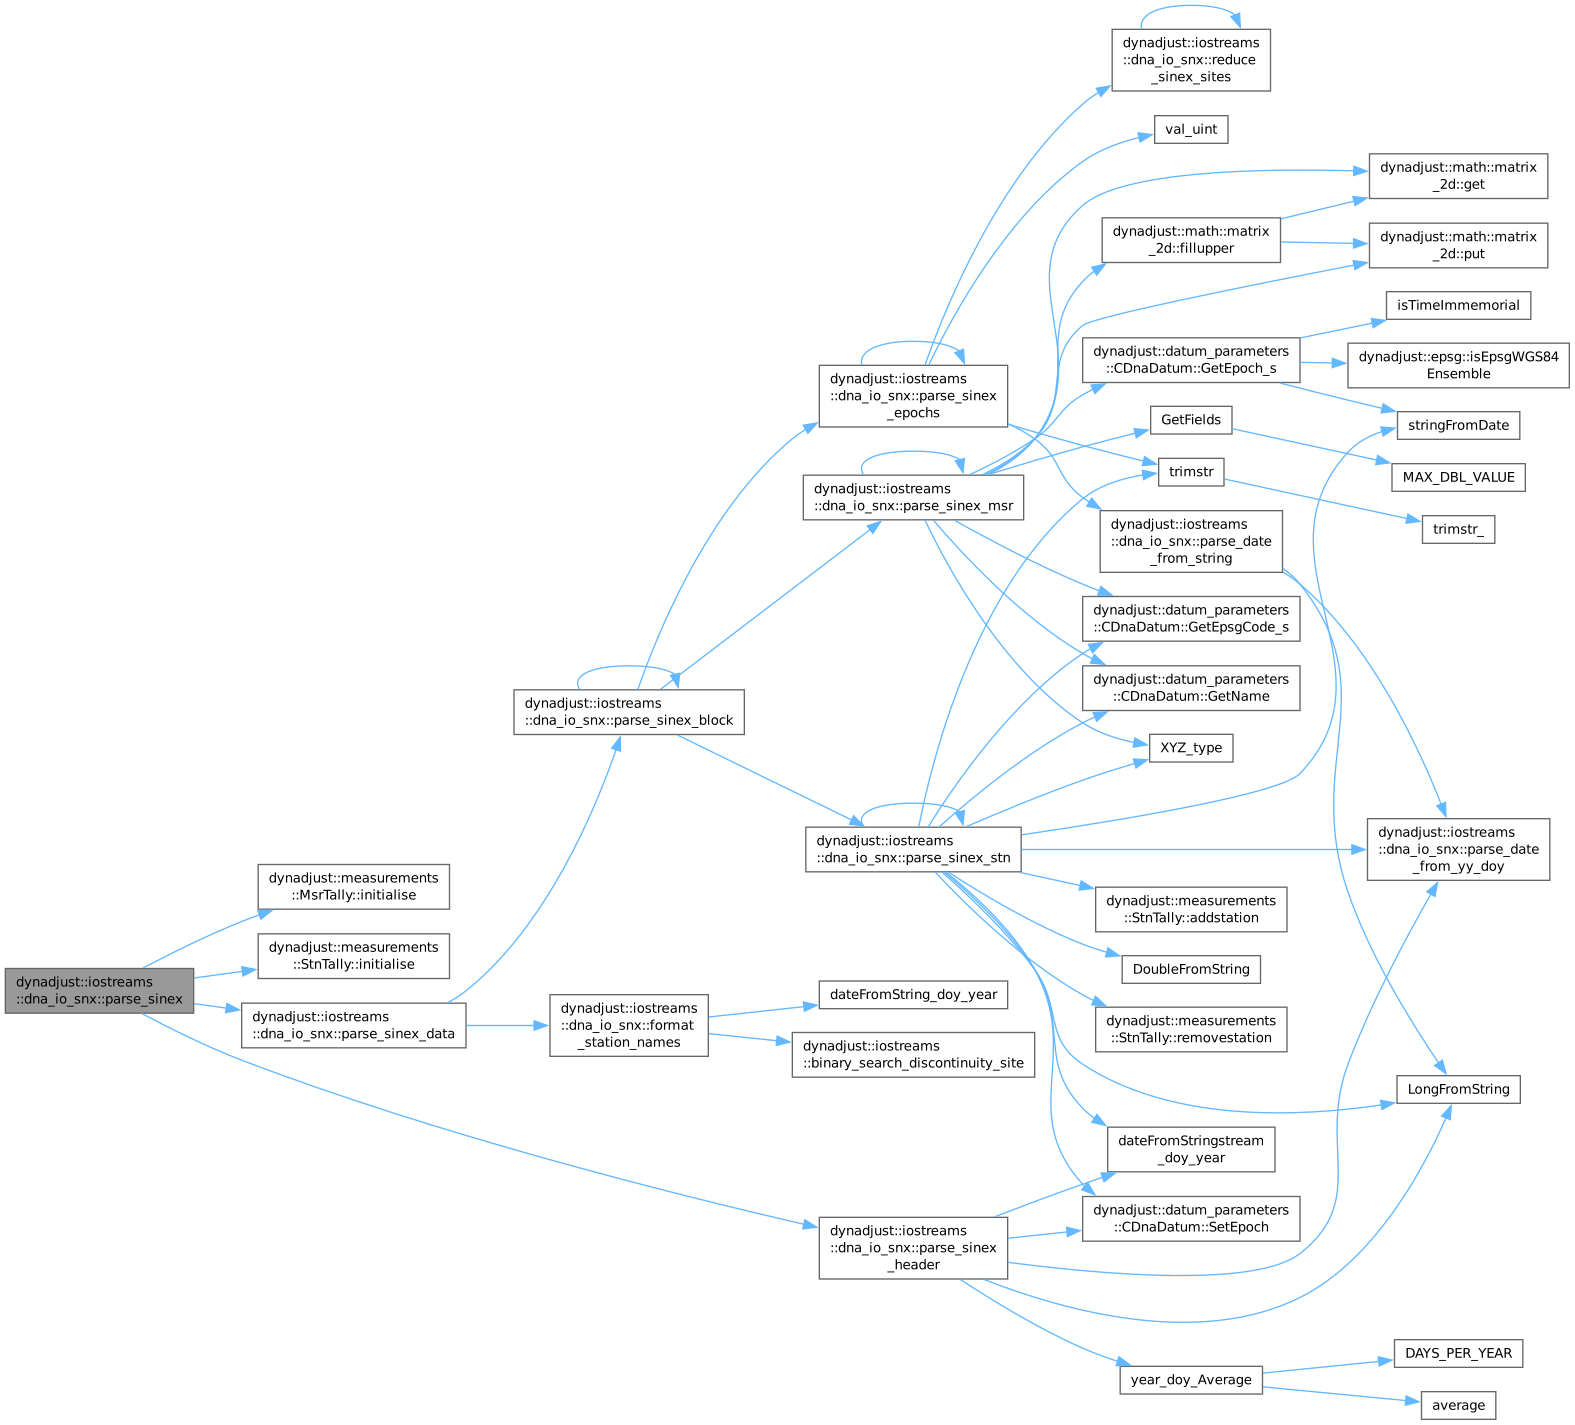 dynadjust::iostreams
::dna_io_snx::reduce
_sinex_sites
val_uint
dynadjust::math::matrix
_2d::get
dynadjust::math::matrix
_2d::fillupper
dynadjust::math::matrix
_2d::put
isTimeImmemorial
dynadjust::datum_parameters
::CDnaDatum::GetEpoch_s
dynadjust::epsg::isEpsgWGS84
Ensemble
dynadjust::iostreams
::dna_io_snx::parse_sinex
_epochs
GetFields
stringFromDate
trimstr
MAX_DBL_VALUE
dynadjust::iostreams
::dna_io_snx::parse_sinex_msr
trimstr_
dynadjust::iostreams
::dna_io_snx::parse_date
_from_string
dynadjust::datum_parameters
::CDnaDatum::GetEpsgCode_s
dynadjust::datum_parameters
::CDnaDatum::GetName
dynadjust::iostreams
::dna_io_snx::parse_sinex_block
XYZ_type
dynadjust::iostreams
::dna_io_snx::parse_sinex_stn
dynadjust::iostreams
::dna_io_snx::parse_date
_from_yy_doy
dynadjust::measurements
::MsrTally::initialise
dynadjust::measurements
::StnTally::addstation
dynadjust::measurements
::StnTally::initialise
DoubleFromString
dynadjust::iostreams
::dna_io_snx::parse_sinex
dateFromString_doy_year
dynadjust::iostreams
::dna_io_snx::parse_sinex_data
dynadjust::iostreams
::dna_io_snx::format
_station_names
dynadjust::measurements
::StnTally::removestation
dynadjust::iostreams
::binary_search_discontinuity_site
LongFromString
dateFromStringstream
_doy_year
dynadjust::datum_parameters
::CDnaDatum::SetEpoch
dynadjust::iostreams
::dna_io_snx::parse_sinex
_header
DAYS_PER_YEAR
year_doy_Average
average